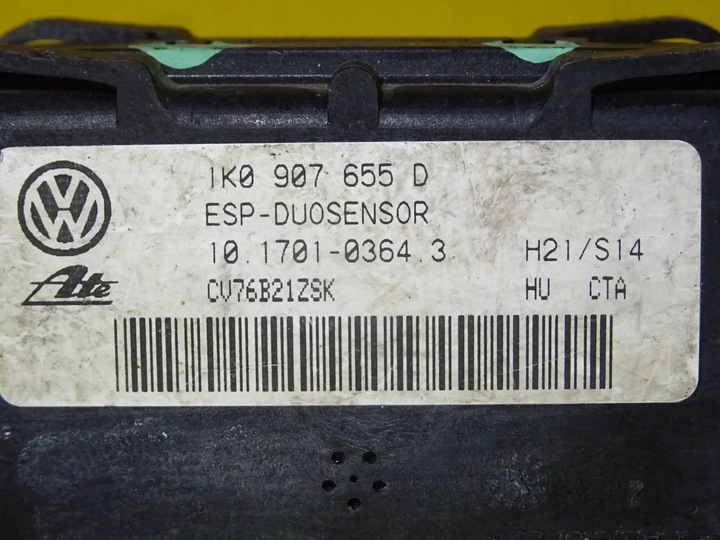 1K0 907 655 D
ESP-DUOSENSOR
10.1701-0364.3 H21/S14
Ate CV76B21ZSK HU CTA